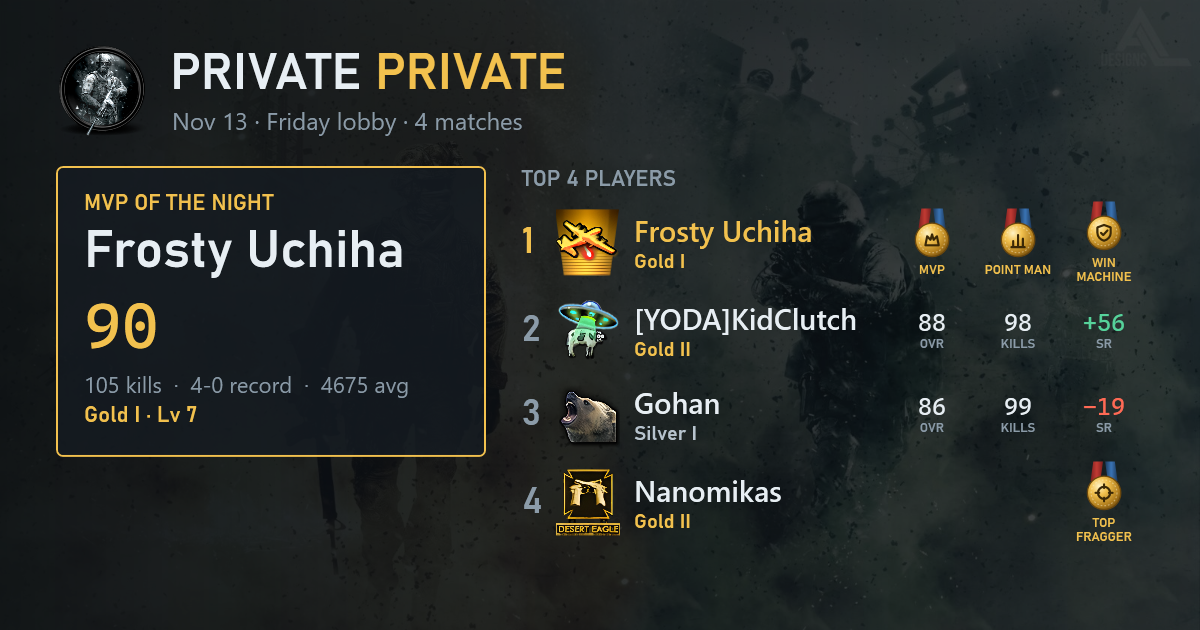 PRIVATE PRIVATE
Nov 13 · Friday lobby · 4 matches
MVP OF THE NIGHT
Frosty Uchiha
90
105 kills · 4-0 record · 4675 avg
Gold I · Lv 7
TOP 4 PLAYERS
1
Frosty Uchiha
Gold I
MVP
POINT MAN
WIN
MACHINE
2
[YODA]KidClutch
Gold II
88
OVR
98
KILLS
+56
SR
3
Gohan
Silver I
86
OVR
99
KILLS
−19
SR
4
DESERT EAGLE
Nanomikas
Gold II
TOP
FRAGGER
DESIGNS